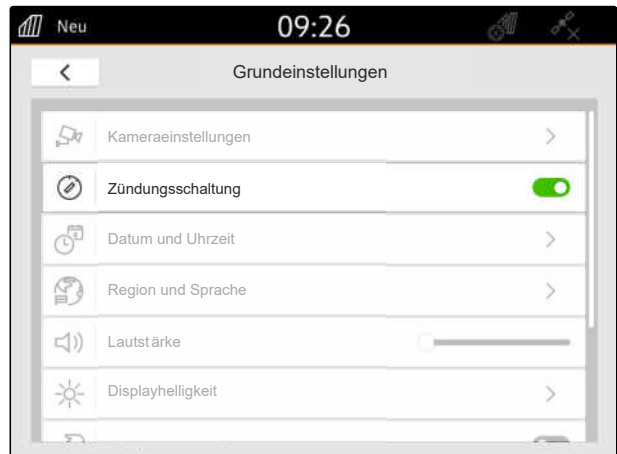 Neu
09:26
Grundeinstellungen
Kameraeinstellungen
Zündungsschaltung
Datum und Uhrzeit
Region und Sprache
Lautstärke
Displayhelligkeit